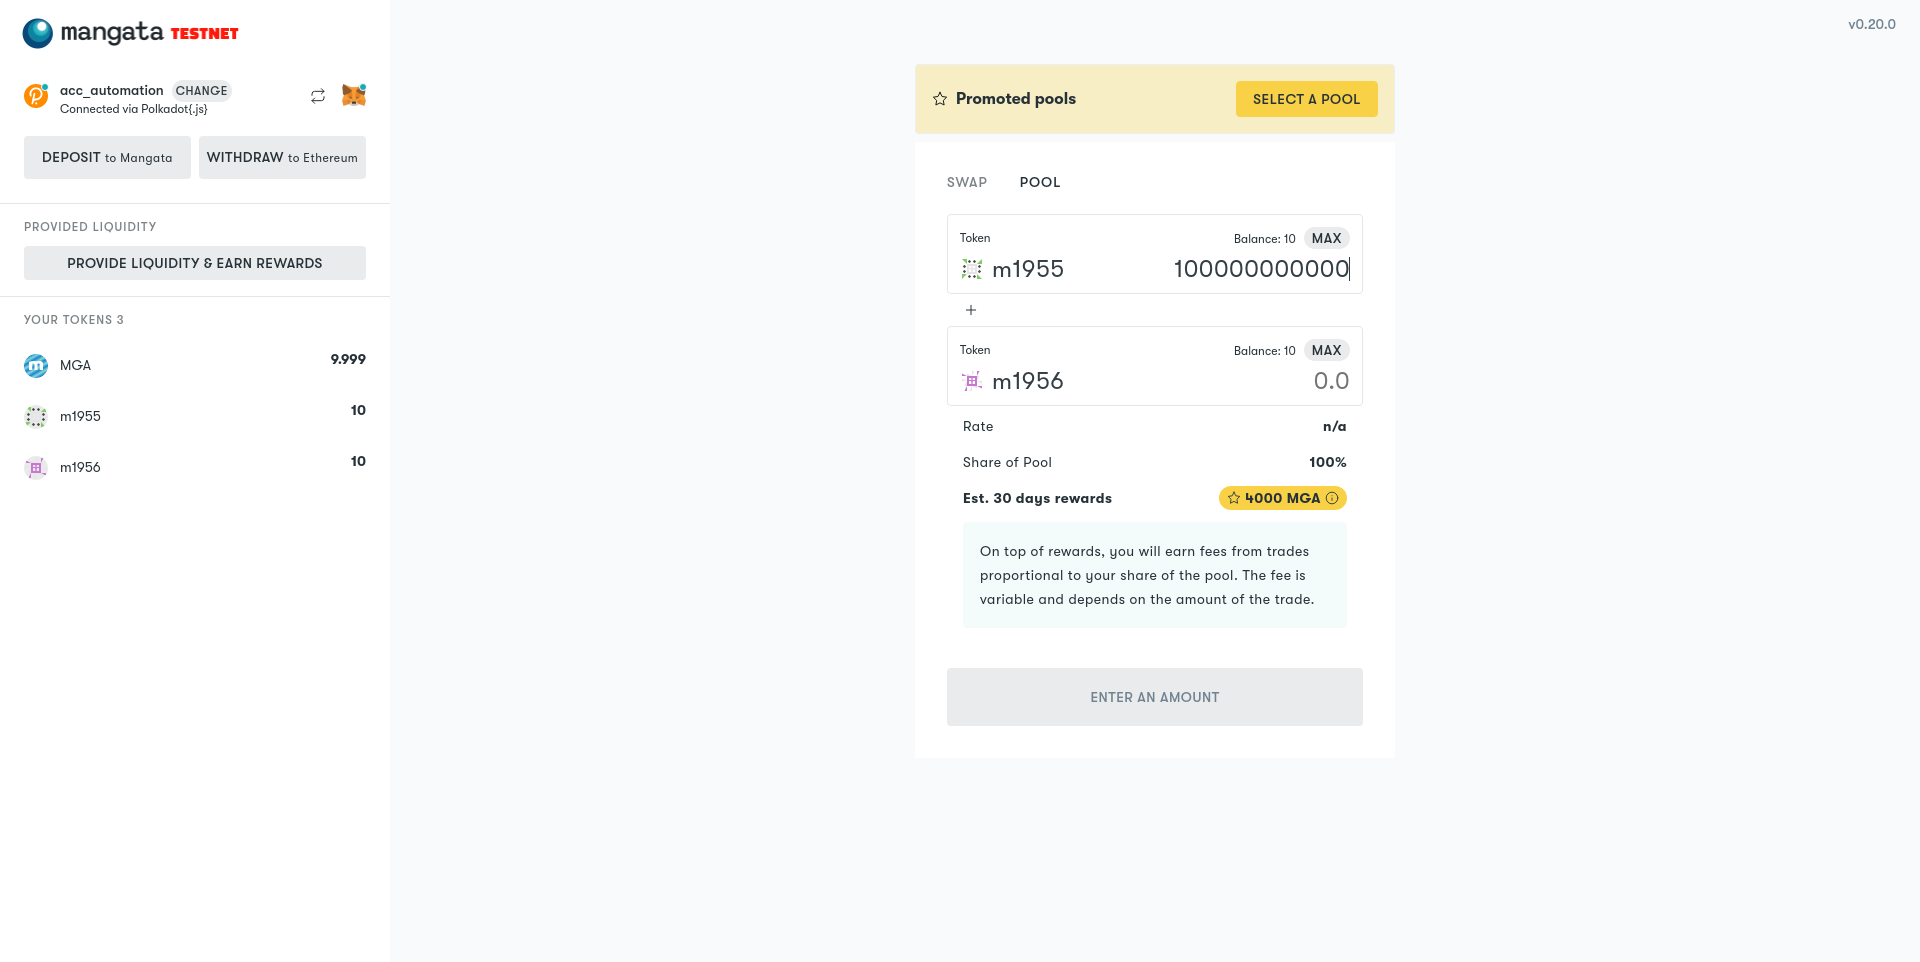 mangata TESTNET
v0.20.0
acc_automation CHANGE
Connected via Polkadot{.js}
DEPOSIT to Mangata
WITHDRAW to Ethereum
PROVIDED LIQUIDITY
PROVIDE LIQUIDITY & EARN REWARDS
YOUR TOKENS 3
MGA 9.999
m1955 10
m1956 10
Promoted pools
SELECT A POOL
SWAP POOL
Token Balance: 10 MAX
m1955 100000000000
+
Token Balance: 10 MAX
m1956 0.0
Rate n/a
Share of Pool 100%
Est. 30 days rewards 4000 MGA
On top of rewards, you will earn fees from trades
proportional to your share of the pool. The fee is
variable and depends on the amount of the trade.
ENTER AN AMOUNT